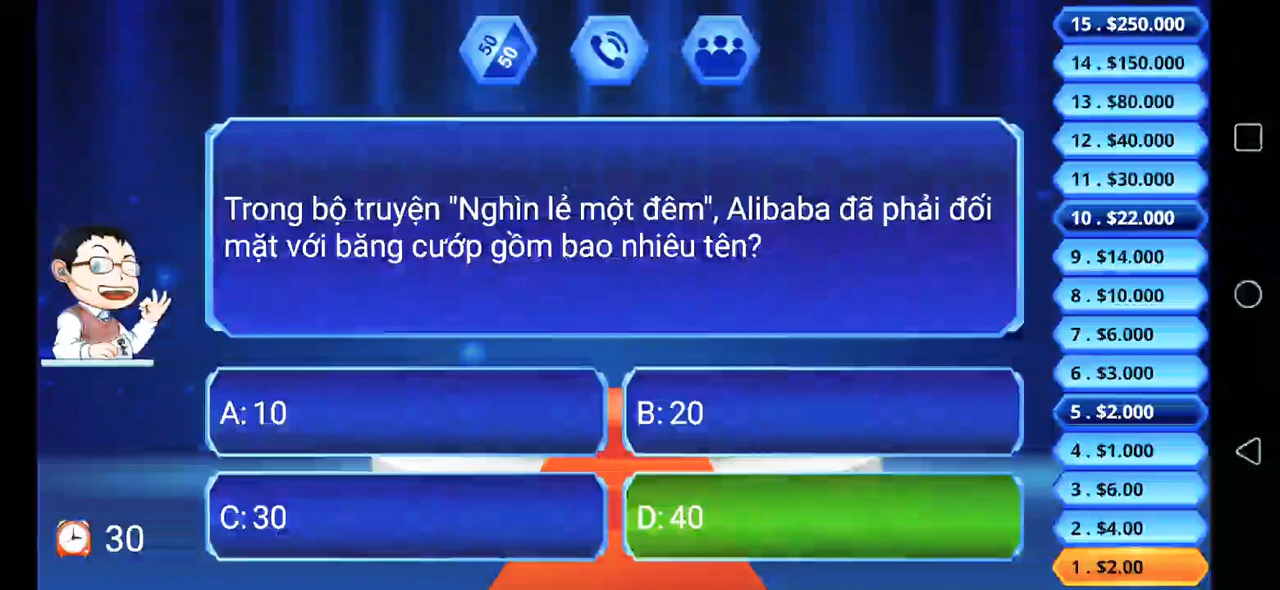 50
50
Trong bộ truyện "Nghìn lẻ một đêm", Alibaba đã phải đối
mặt với băng cướp gồm bao nhiêu tên?
A: 10
B: 20
C: 30
D: 40
30
15 . $250.000
14 . $150.000
13 . $80.000
12 . $40.000
11 . $30.000
10 . $22.000
9 . $14.000
8 . $10.000
7 . $6.000
6 . $3.000
5 . $2.000
4 . $1.000
3 . $6.00
2 . $4.00
1 . $2.00